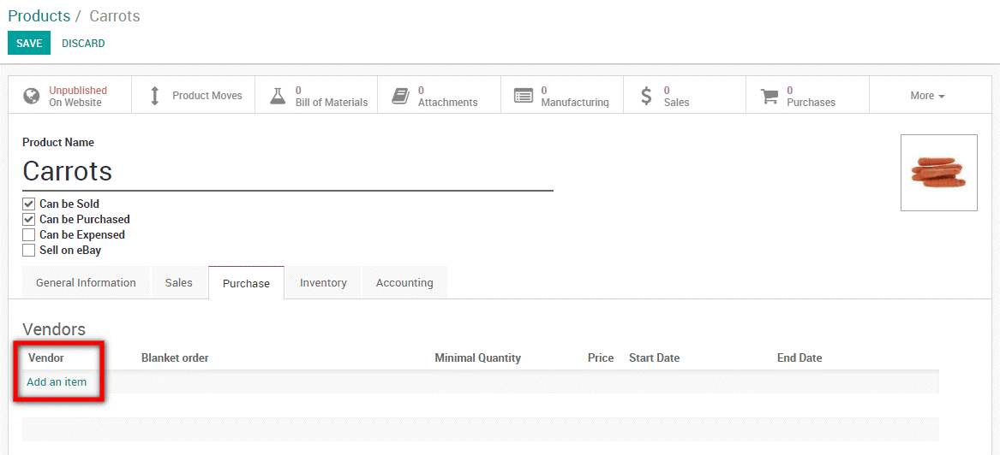 Products / Carrots
SAVE DISCARD
Unpublished
On Website
Product Moves
0
Bill of Materials
0
Attachments
0
Manufacturing
0
Sales
0
Purchases
More
Product Name
Carrots
Can be Sold
Can be Purchased
Can be Expensed
Sell on eBay
General Information Sales Purchase Inventory Accounting
Vendors
Vendor Blanket order Minimal Quantity Price Start Date End Date
Add an item